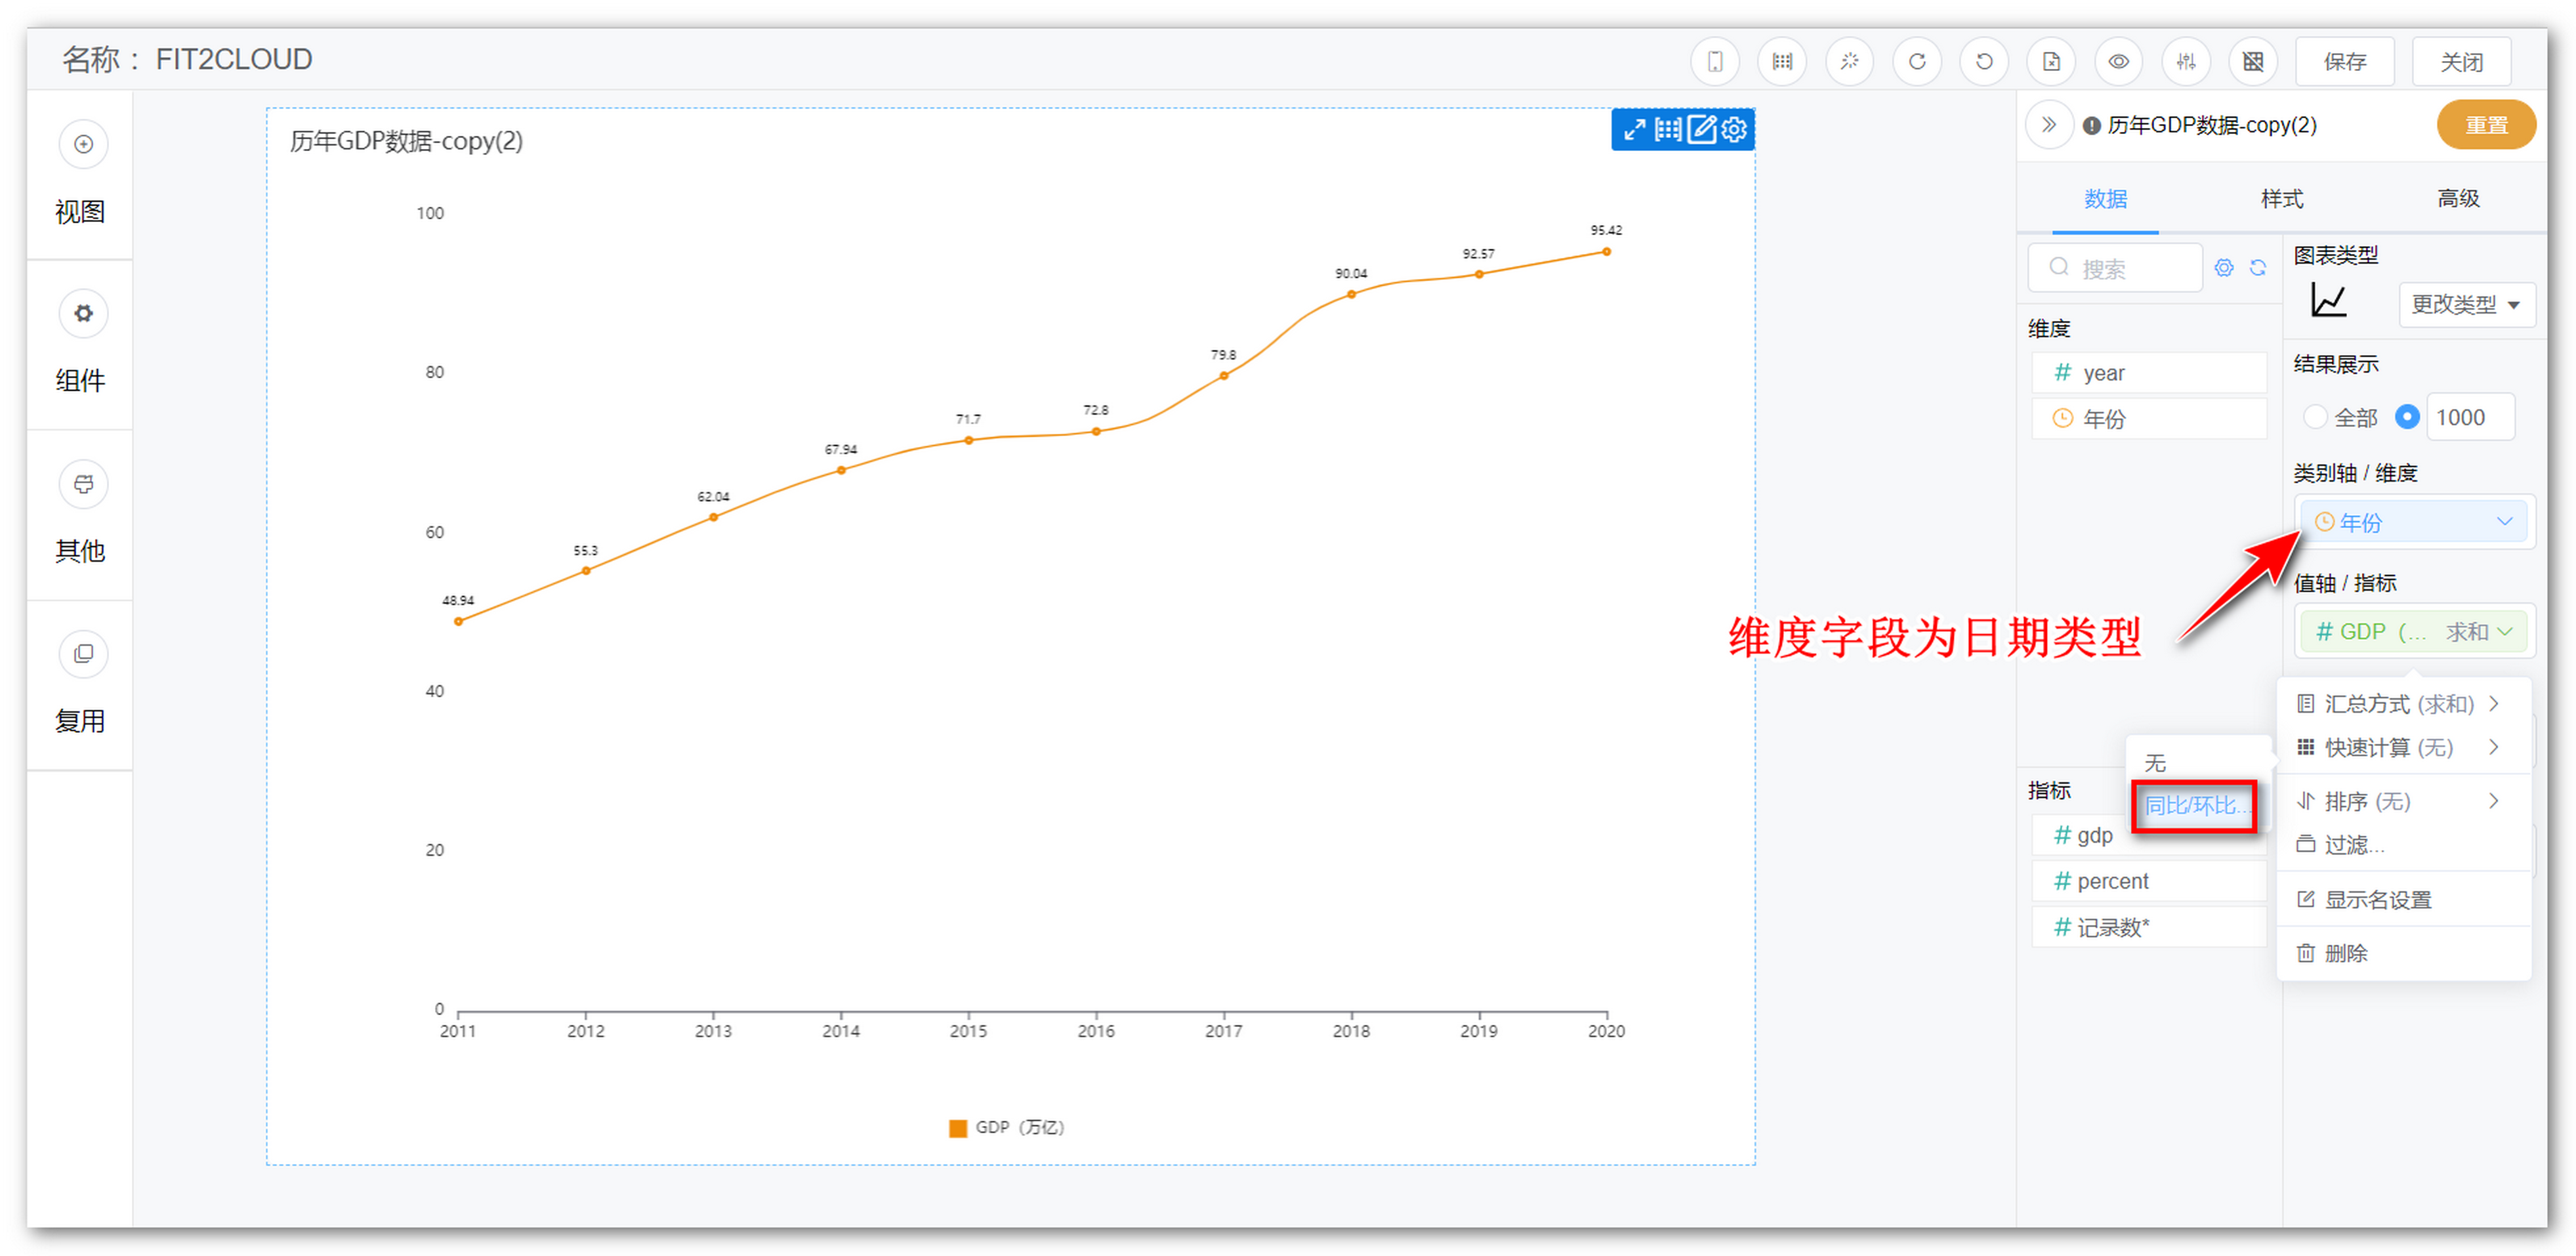 名称 :  FIT2CLOUD
保存
关闭
视图
组件
其他
复用
历年GDP数据-copy(2)
100
80
60
40
20
0
48.94
55.3
62.04
67.94
71.7
72.8
79.8
90.04
92.57
95.42
2011 2012 2013 2014 2015 2016 2017 2018 2019 2020
GDP（万亿）
维度字段为日期类型
历年GDP数据-copy(2)
重置
数据 样式 高级
搜索
维度
# year
年份
指标
# gdp
# percent
# 记录数*
图表类型
更改类型
结果展示
全部 1000
类别轴 / 维度
年份
值轴 / 指标
# GDP（... 求和
汇总方式 (求和)
快速计算 (无)
排序 (无)
过滤...
显示名设置
删除
无
同比/环比...